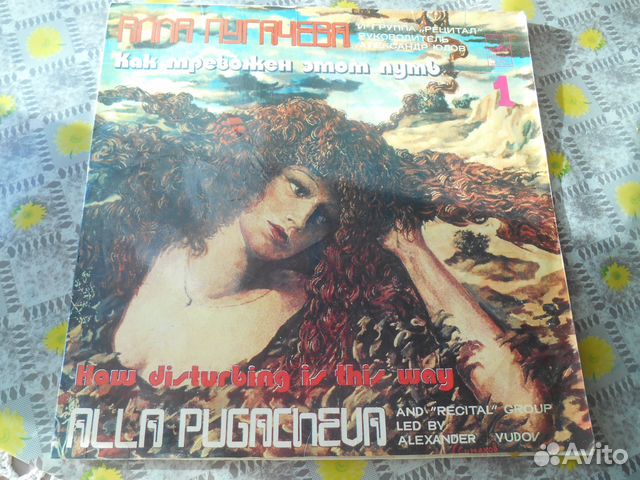 АЛЛА ПУГАЧЕВА
И ГРУППА „РЕЦИТАЛ"
РУКОВОДИТЕЛЬ
АЛЕКСАНДР ЮДОВ
Как тревожен этот путь
1
How disturbing is this way
ALLA PUGACHEVA
AND "RECITAL" GROUP
LED BY
ALEXANDER YUDOV
Avito